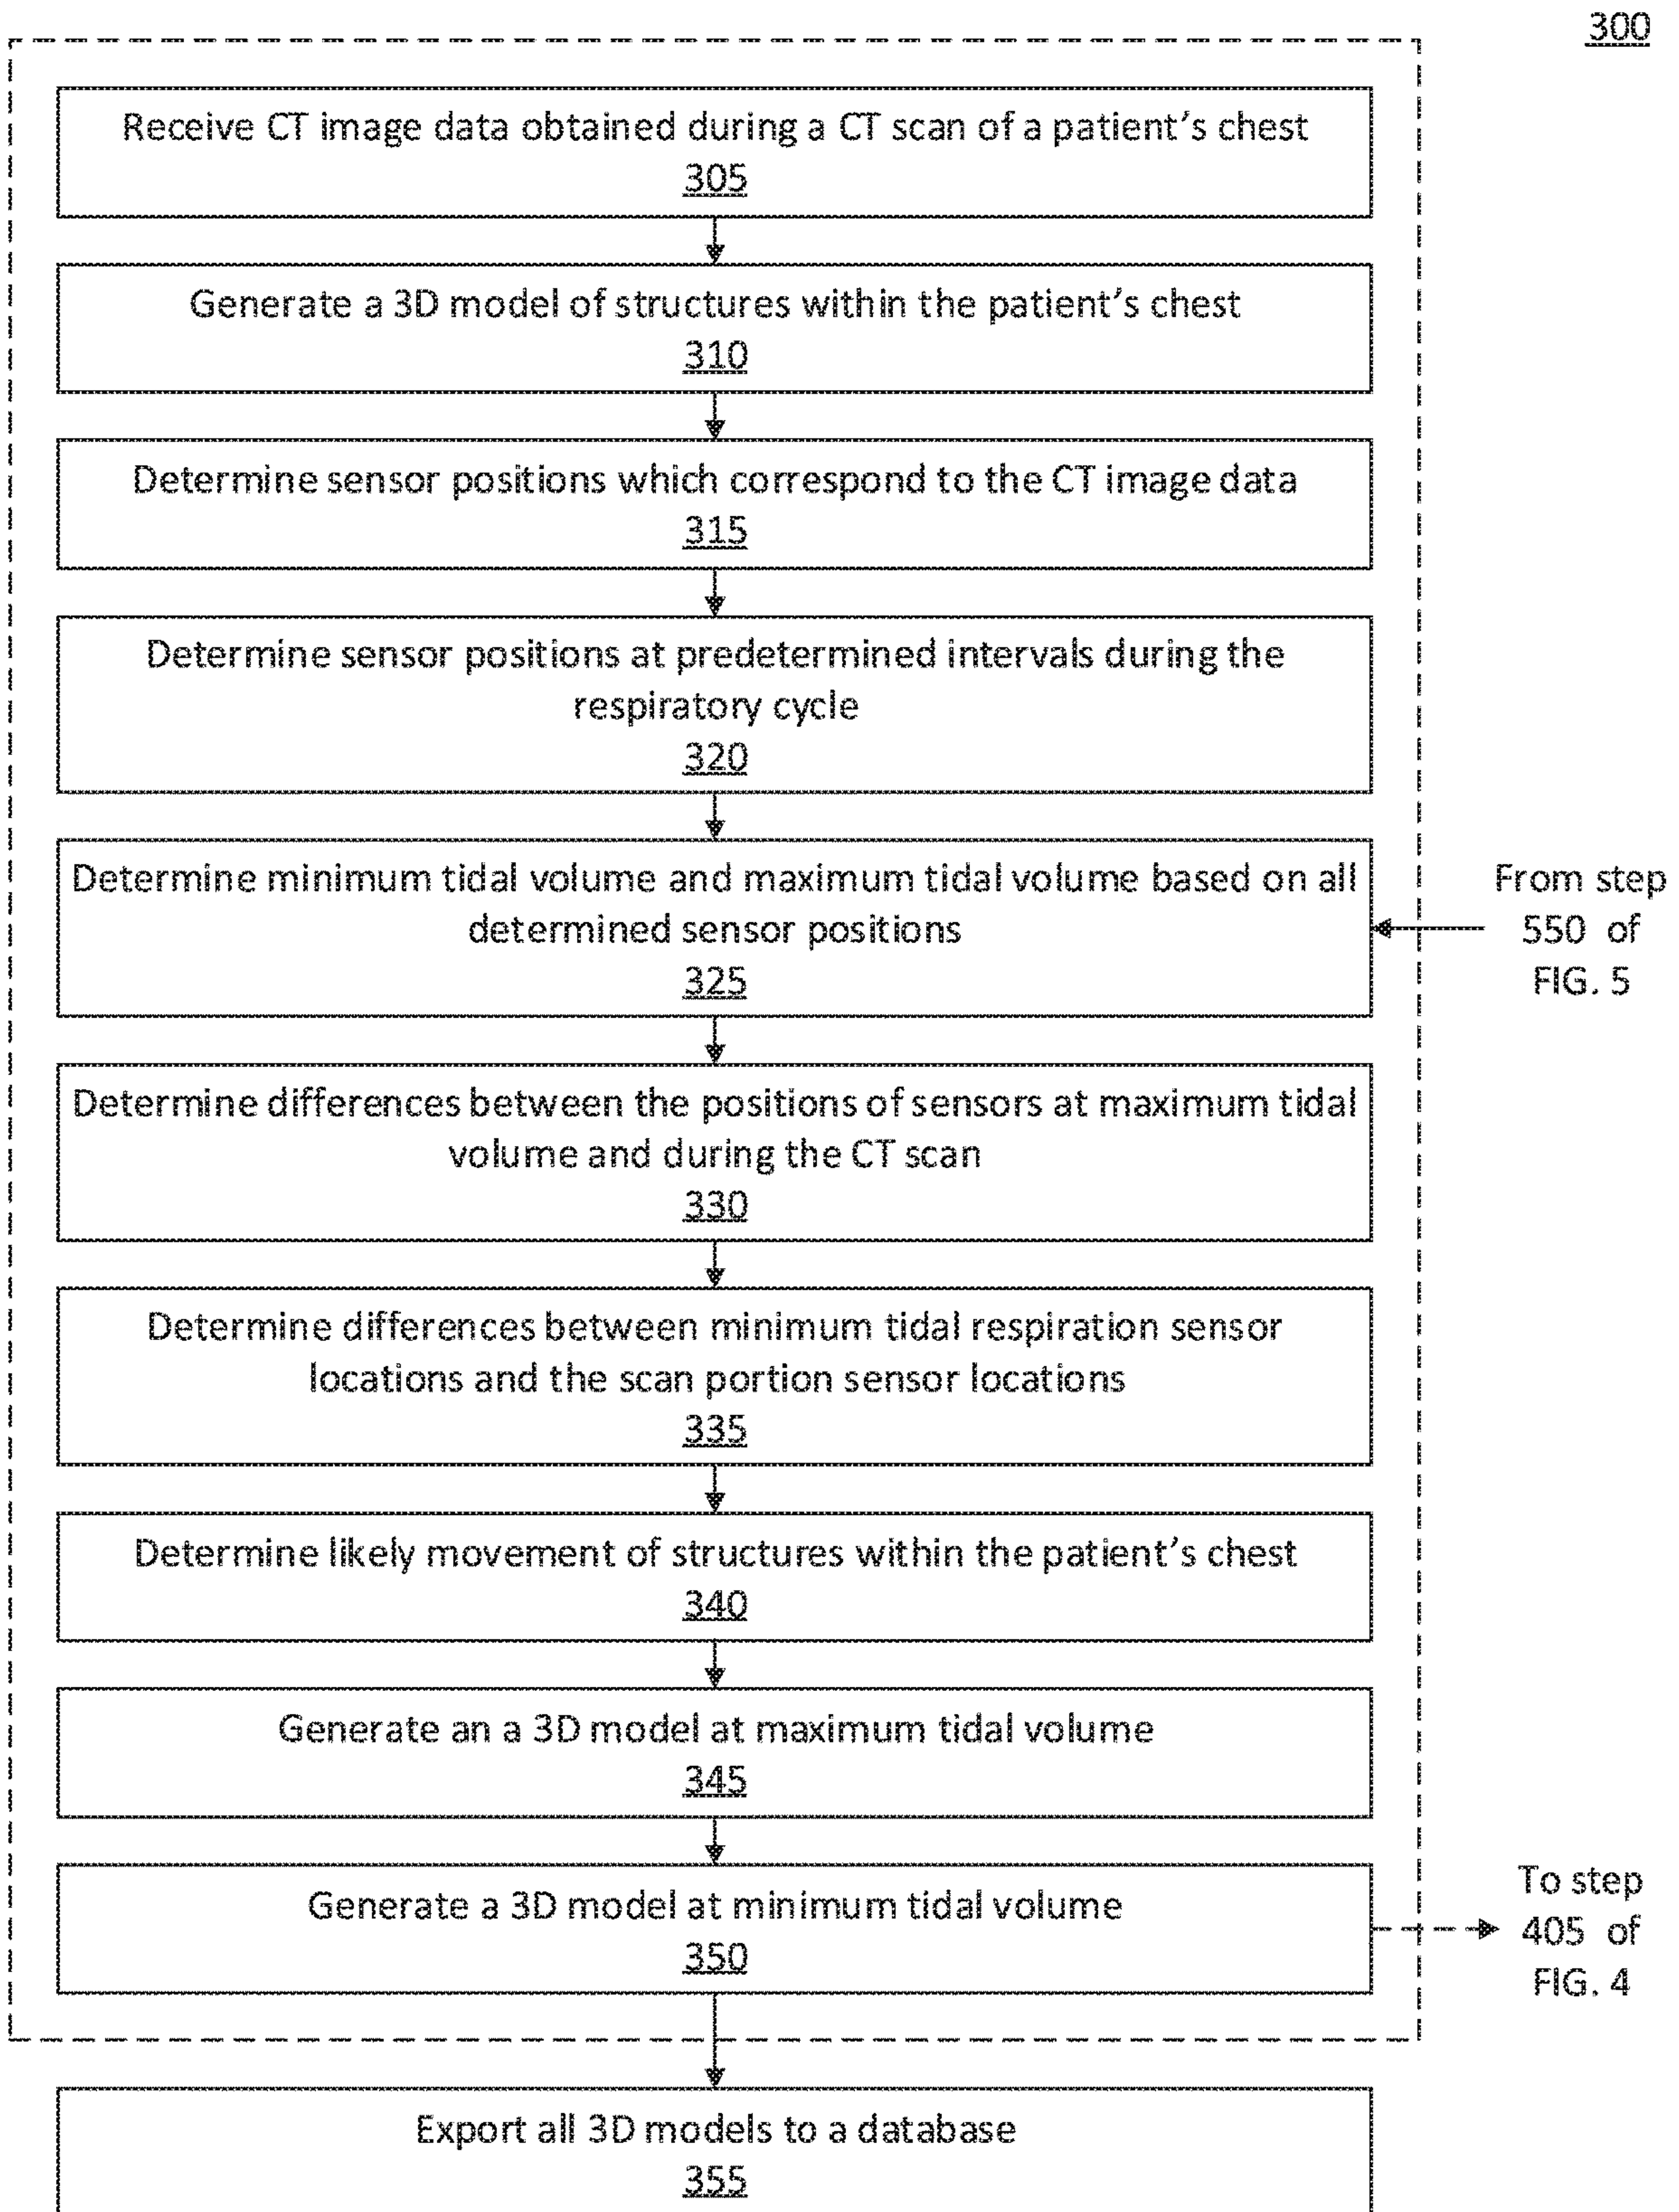 300
Receive CT image data obtained during a CT scan of a patient's chest
305
Generate a 3D model of structures within the patient's chest
310
Determine sensor positions which correspond to the CT image data
315
Determine sensor positions at predetermined intervals during the
respiratory cycle
320
Determine minimum tidal volume and maximum tidal volume based on all
determined sensor positions
325
From step
550 of
FIG. 5
Determine differences between the positions of sensors at maximum tidal
volume and during the CT scan
330
Determine differences between minimum tidal respiration sensor
locations and the scan portion sensor locations
335
Determine likely movement of structures within the patient's chest
340
Generate an a 3D model at maximum tidal volume
345
Generate a 3D model at minimum tidal volume
350
To step
405 of
FIG. 4
Export all 3D models to a database
355